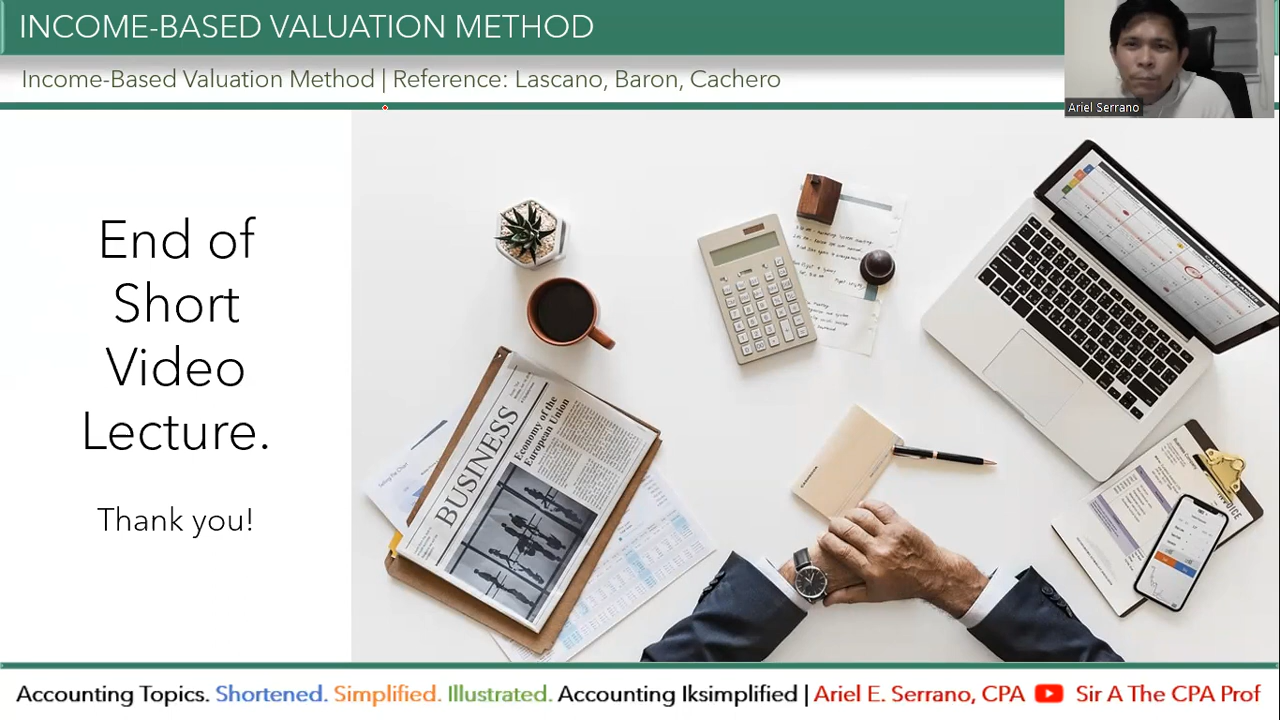 INCOME-BASED VALUATION METHOD
Income-Based Valuation Method | Reference: Lascano, Baron, Cachero
Ariel Serrano
End of
Short
Video
Lecture.
Thank you!
BUSINESS
Economy of the
European Union
INVOICE
Accounting Topics. Shortened. Simplified. Illustrated. Accounting Iksimplified | Ariel E. Serrano, CPA Sir A The CPA Prof